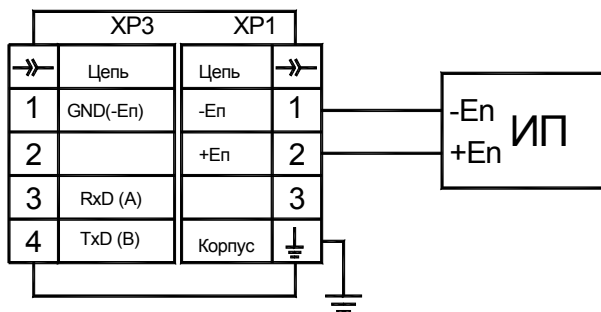 XP3 XP1
Цепь Цепь
1 GND(-Еп) -Еп 1
2 +Еп 2
3 RxD (A) 3
4 TxD (B) Корпус
-En ИП
+En